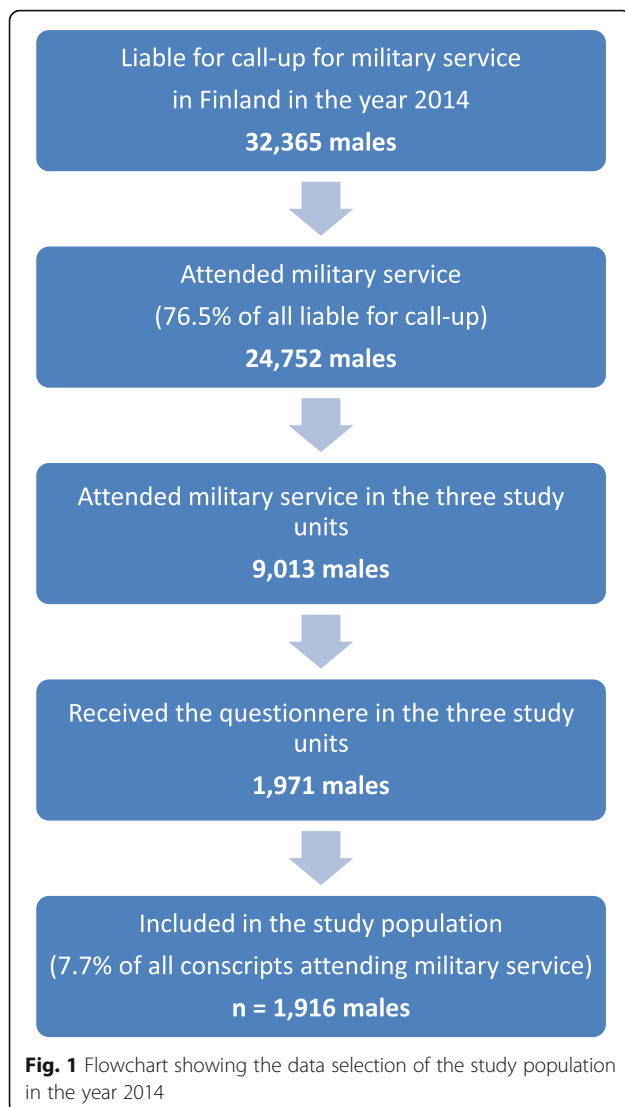 Liable for call-up for military service
in Finland in the year 2014
32,365 males
Attended military service
(76.5% of all liable for call-up)
24,752 males
Attended military service in the three study
units
9,013 males
Received the questionnere in the three study
units
1,971 males
Included in the study population
(7.7% of all conscripts attending military service)
n = 1,916 males
Fig. 1 Flowchart showing the data selection of the study population
in the year 2014